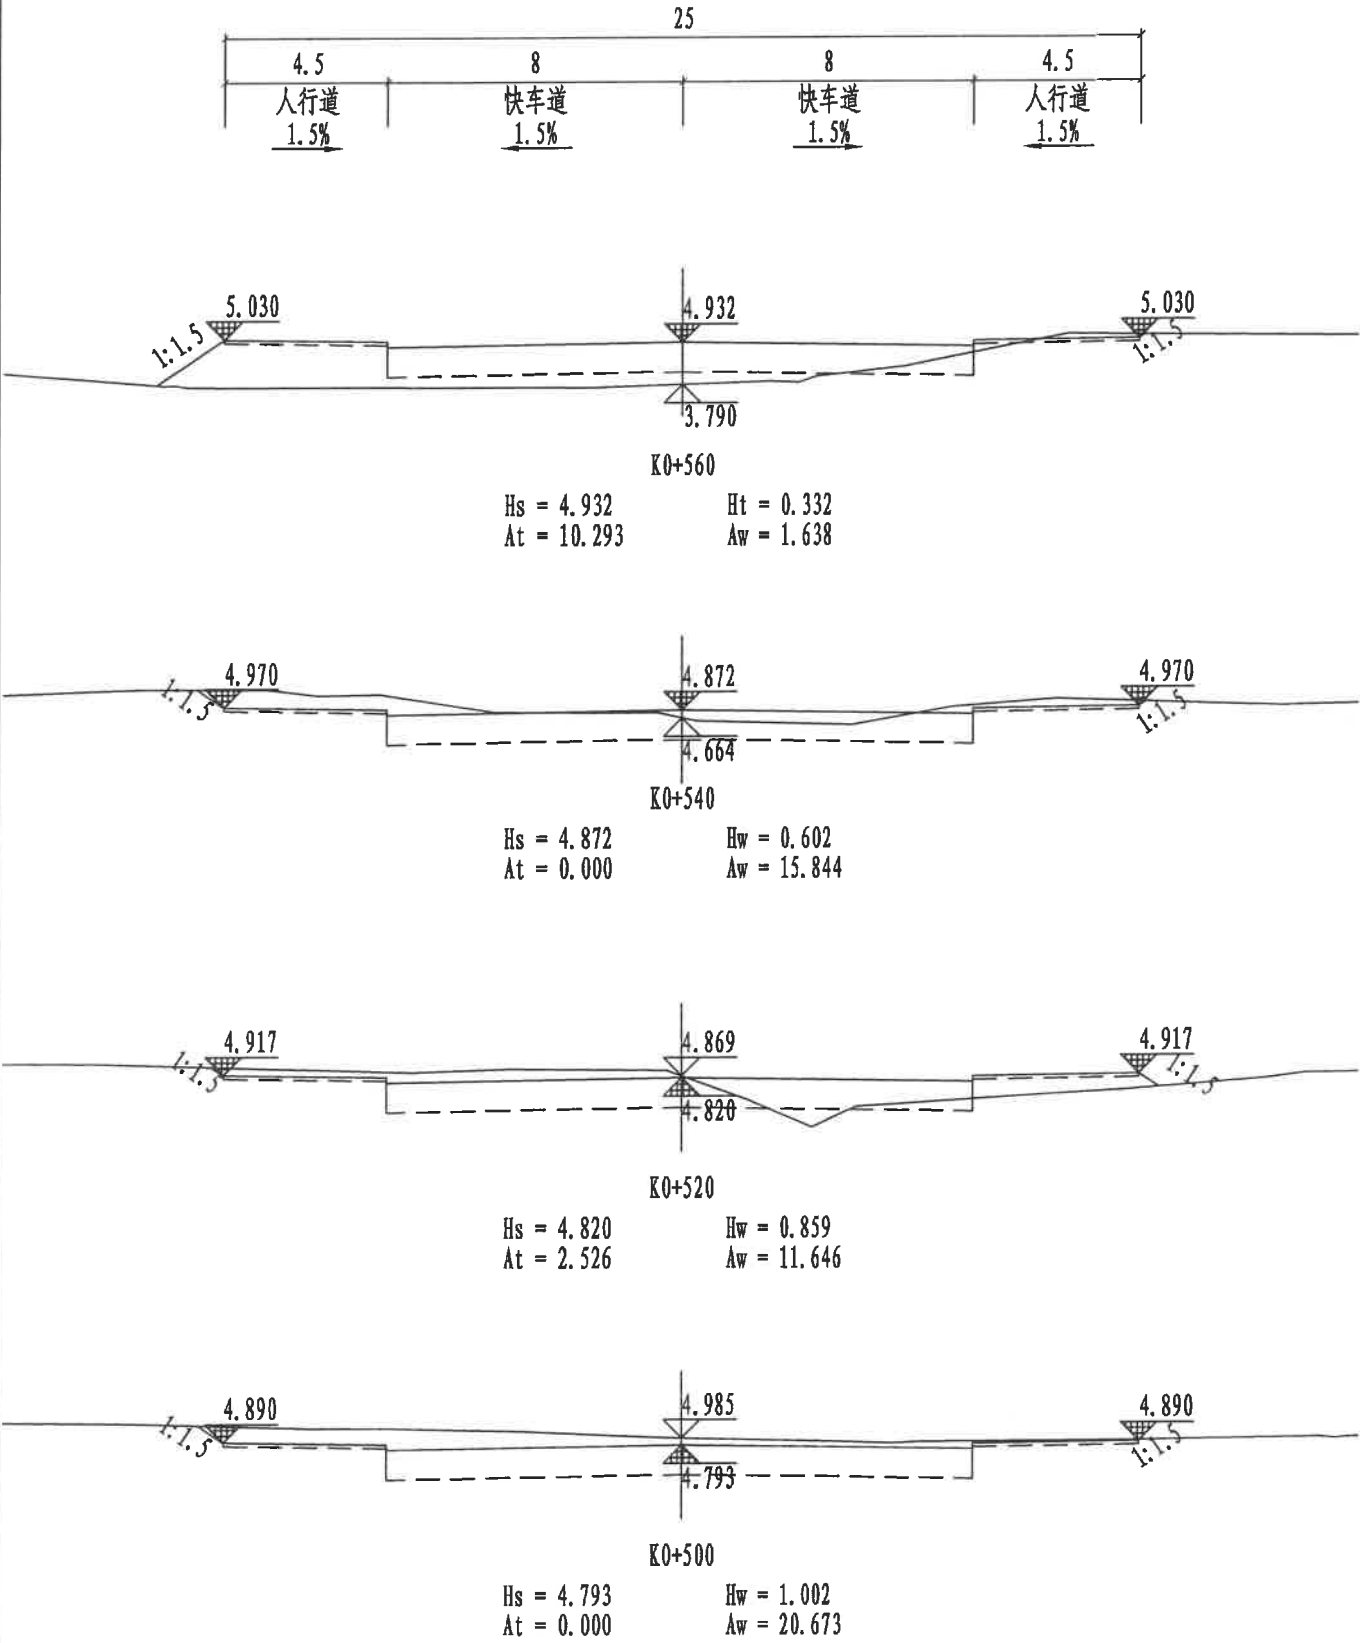 25
4.5 8 8 4.5
人行道 快车道 快车道 人行道
1.5% 1.5% 1.5% 1.5%
5.030 4.932 5.030
1:1.5 1:1.5
3.790
K0+560
Hs = 4.932 Ht = 0.332
At = 10.293 Aw = 1.638
4.970 4.872 4.970
1:1.5 1:1.5
4.664
K0+540
Hs = 4.872 Hw = 0.602
At = 0.000 Aw = 15.844
4.917 4.869 4.917
1:1.5 1:1.5
4.820
K0+520
Hs = 4.820 Hw = 0.859
At = 2.526 Aw = 11.646
4.890 4.985 4.890
1:1.5 1:1.5
4.793
K0+500
Hs = 4.793 Hw = 1.002
At = 0.000 Aw = 20.673